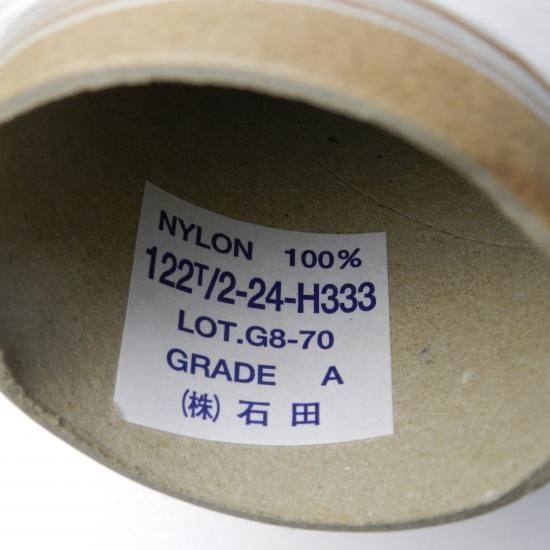 NYLON 100%
122T/2-24-H333
LOT.G8-70
GRADE A
(株) 石田